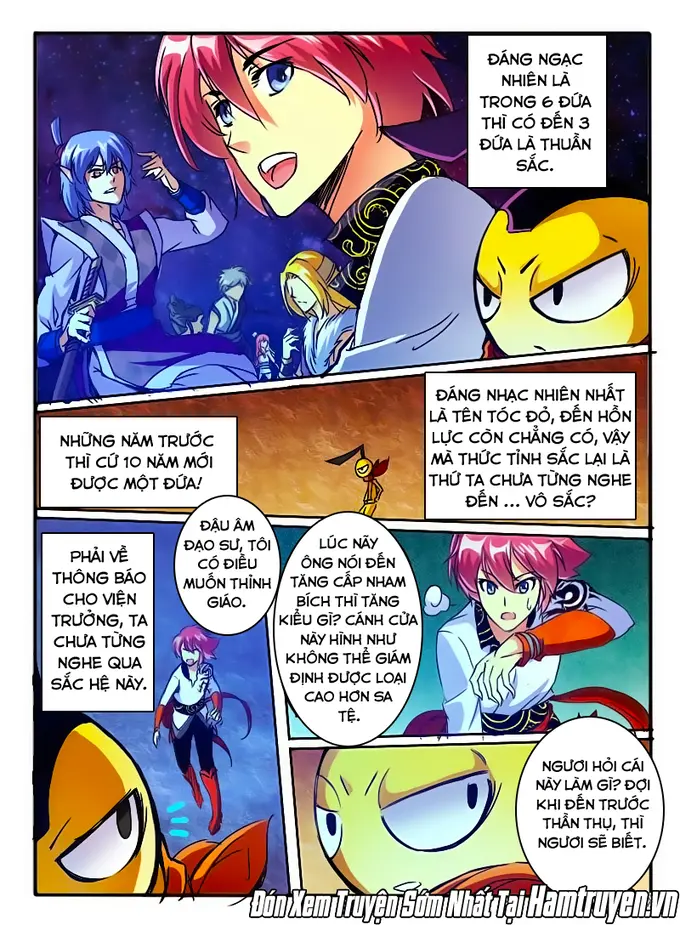 ĐÁNG NGẠC
NHIÊN LÀ
TRONG 6 ĐỨA
THÌ CÓ ĐẾN 3
ĐỨA LÀ THUẦN
SẮC.
NHỮNG NĂM TRƯỚC
THÌ CỨ 10 NĂM MỚI
ĐƯỢC MỘT ĐỨA!
ĐÁNG NHẠC NHIÊN NHẤT
LÀ TÊN TÓC ĐỎ, ĐẾN HỒN
LỰC CÒN CHẲNG CÓ, VẬY
MÀ THỨC TỈNH SẮC LẠI LÀ
THỨ TA CHƯA TỪNG NGHE
ĐẾN ... VÔ SẮC?
PHẢI VỀ
THÔNG BÁO
CHO VIỆN
TRƯỞNG, TA
CHƯA TỪNG
NGHE QUA
SẮC HỆ NÀY.
ĐẬU ÂM
ĐẠO SƯ, TÔI
CÓ ĐIỀU
MUỐN THỈNH
GIÁO.
LÚC NÃY
ÔNG NÓI ĐẾN
TĂNG CẤP NHAM
BÍCH THÌ TĂNG
KIỂU GÌ? CÁNH CỬA
NÀY HÌNH NHƯ
KHÔNG THỂ GIÁM
ĐỊNH ĐƯỢC LOẠI
CAO HƠN SA
TỆ.
NGƯƠI HỎI CÁI
NÀY LÀM GÌ? ĐỢI
KHI ĐẾN TRƯỚC
THẦN THỤ, THÌ
NGƯƠI SẼ BIẾT.
Đón Xem Truyện Sớm Nhất Tại Hamtruyen.vn